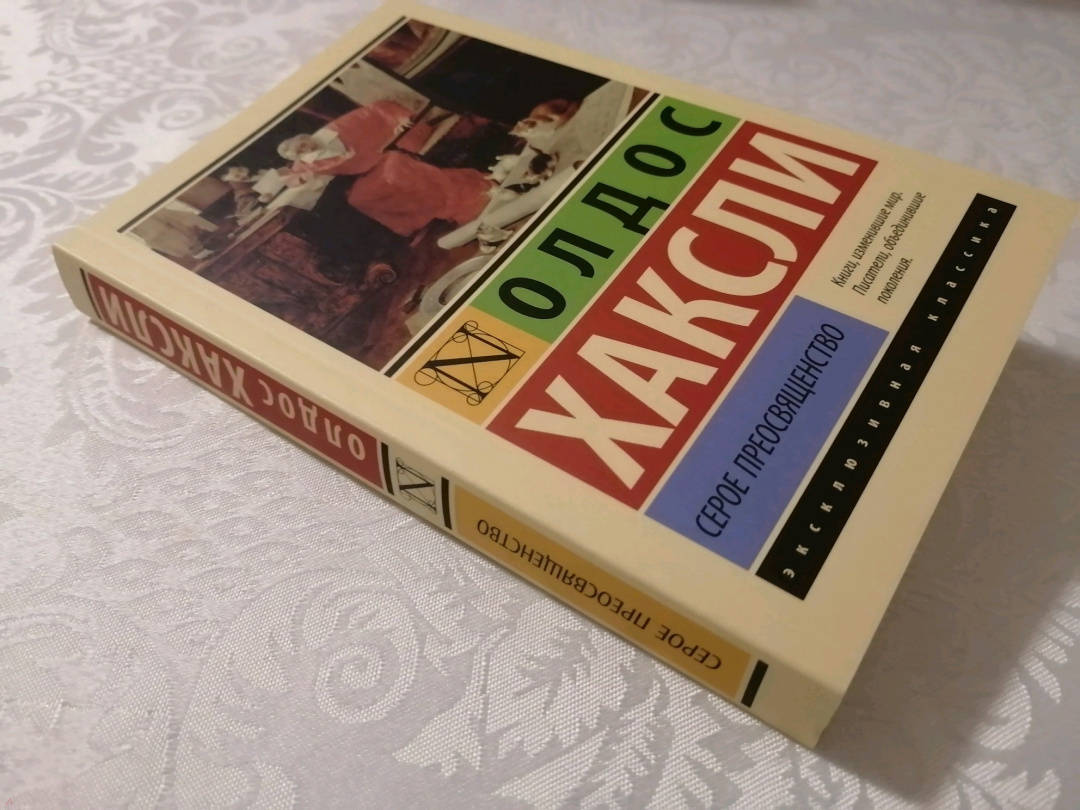 ОЛДОС
ХАКСЛИ
СЕРОЕ ПРЕОСВЯЩЕНСТВО
Книги, изменившие мир.
Писатели, объединившие
поколения.
эксклюзивная классика
N
ОЛДОС ХАКСЛИ
N
СЕРОЕ ПРЕОСВЯЩЕНСТВО